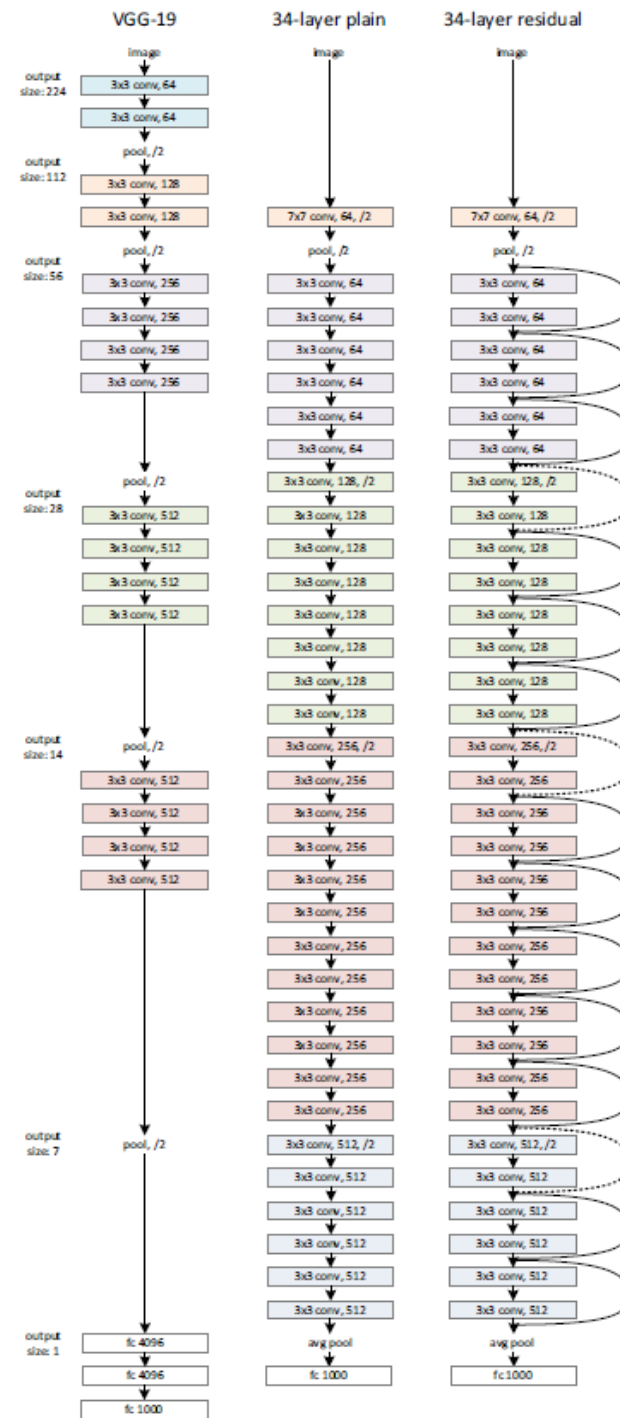 VGG-19 34-layer plain 34-layer residual
image image image
output size: 224
3x3 conv, 64
3x3 conv, 64
pool, /2
output size: 112
3x3 conv, 128
3x3 conv, 128 7x7 conv, 64, /2 7x7 conv, 64, /2
pool, /2 pool, /2 pool, /2
output size: 56
3x3 conv, 256 3x3 conv, 64 3x3 conv, 64
3x3 conv, 256 3x3 conv, 64 3x3 conv, 64
3x3 conv, 256 3x3 conv, 64 3x3 conv, 64
3x3 conv, 256 3x3 conv, 64 3x3 conv, 64
3x3 conv, 64 3x3 conv, 64
3x3 conv, 64 3x3 conv, 64
pool, /2 3x3 conv, 128, /2 3x3 conv, 128, /2
output size: 28
3x3 conv, 512 3x3 conv, 128 3x3 conv, 128
3x3 conv, 512 3x3 conv, 128 3x3 conv, 128
3x3 conv, 512 3x3 conv, 128 3x3 conv, 128
3x3 conv, 512 3x3 conv, 128 3x3 conv, 128
3x3 conv, 128 3x3 conv, 128
3x3 conv, 128 3x3 conv, 128
3x3 conv, 128 3x3 conv, 128
output size: 14
pool, /2 3x3 conv, 256, /2 3x3 conv, 256, /2
3x3 conv, 512 3x3 conv, 256 3x3 conv, 256
3x3 conv, 512 3x3 conv, 256 3x3 conv, 256
3x3 conv, 512 3x3 conv, 256 3x3 conv, 256
3x3 conv, 512 3x3 conv, 256 3x3 conv, 256
3x3 conv, 256 3x3 conv, 256
3x3 conv, 256 3x3 conv, 256
3x3 conv, 256 3x3 conv, 256
3x3 conv, 256 3x3 conv, 256
3x3 conv, 256 3x3 conv, 256
3x3 conv, 256 3x3 conv, 256
3x3 conv, 256 3x3 conv, 256
output size: 7
pool, /2 3x3 conv, 512, /2 3x3 conv, 512, /2
3x3 conv, 512 3x3 conv, 512
3x3 conv, 512 3x3 conv, 512
3x3 conv, 512 3x3 conv, 512
3x3 conv, 512 3x3 conv, 512
3x3 conv, 512 3x3 conv, 512
output size: 1
fc 4096 avg pool avg pool
fc 4096 fc 1000 fc 1000
fc 1000